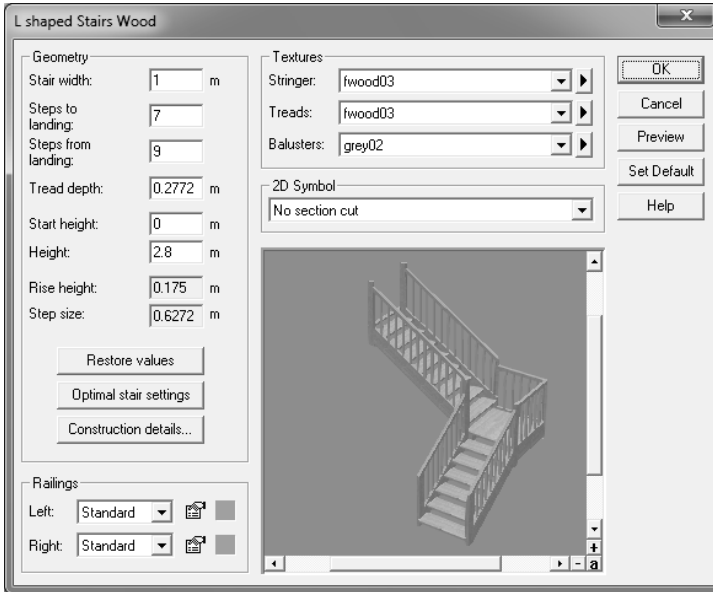 L shaped Stairs Wood
x
Geometry
Stair width: 1 m
Steps to
landing: 7
Steps from
landing: 9
Tread depth: 0.2772 m
Start height: 0 m
Height: 2.8 m
Rise height: 0.175 m
Step size: 0.6272 m
Restore values
Optimal stair settings
Construction details...
Railings
Left: Standard
Right: Standard
Textures
Stringer: fwood03
Treads: fwood03
Balusters: grey02
2D Symbol
No section cut
+
- a
OK
Cancel
Preview
Set Default
Help